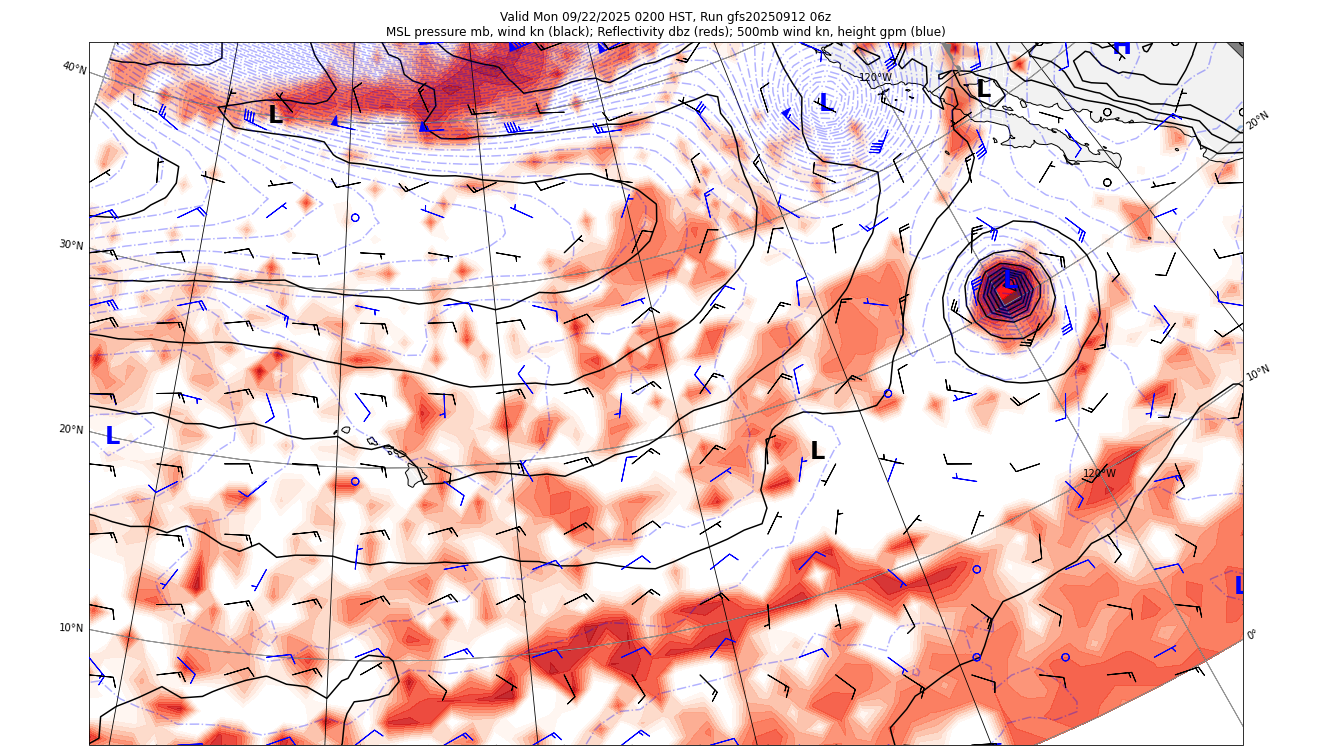 Valid Mon 09/22/2025 0200 HST, Run gfs20250912 06z
MSL pressure mb, wind kn (black); Reflectivity dbz (reds); 500mb wind kn, height gpm (blue)
H
40°N
120°W
L
L
L
20°N
30°N
L
10°N
20°N
L
L
120°W
L
10°N
0°